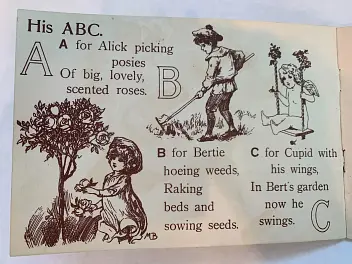 His ABC.
A
A for Alick picking
posies
Of big, lovely,
scented roses.
B
B for Bertie
hoeing weeds,
Raking
beds and
sowing seeds.
C for Cupid with
his wings,
In Bert's garden
now he
swings.
C
MB